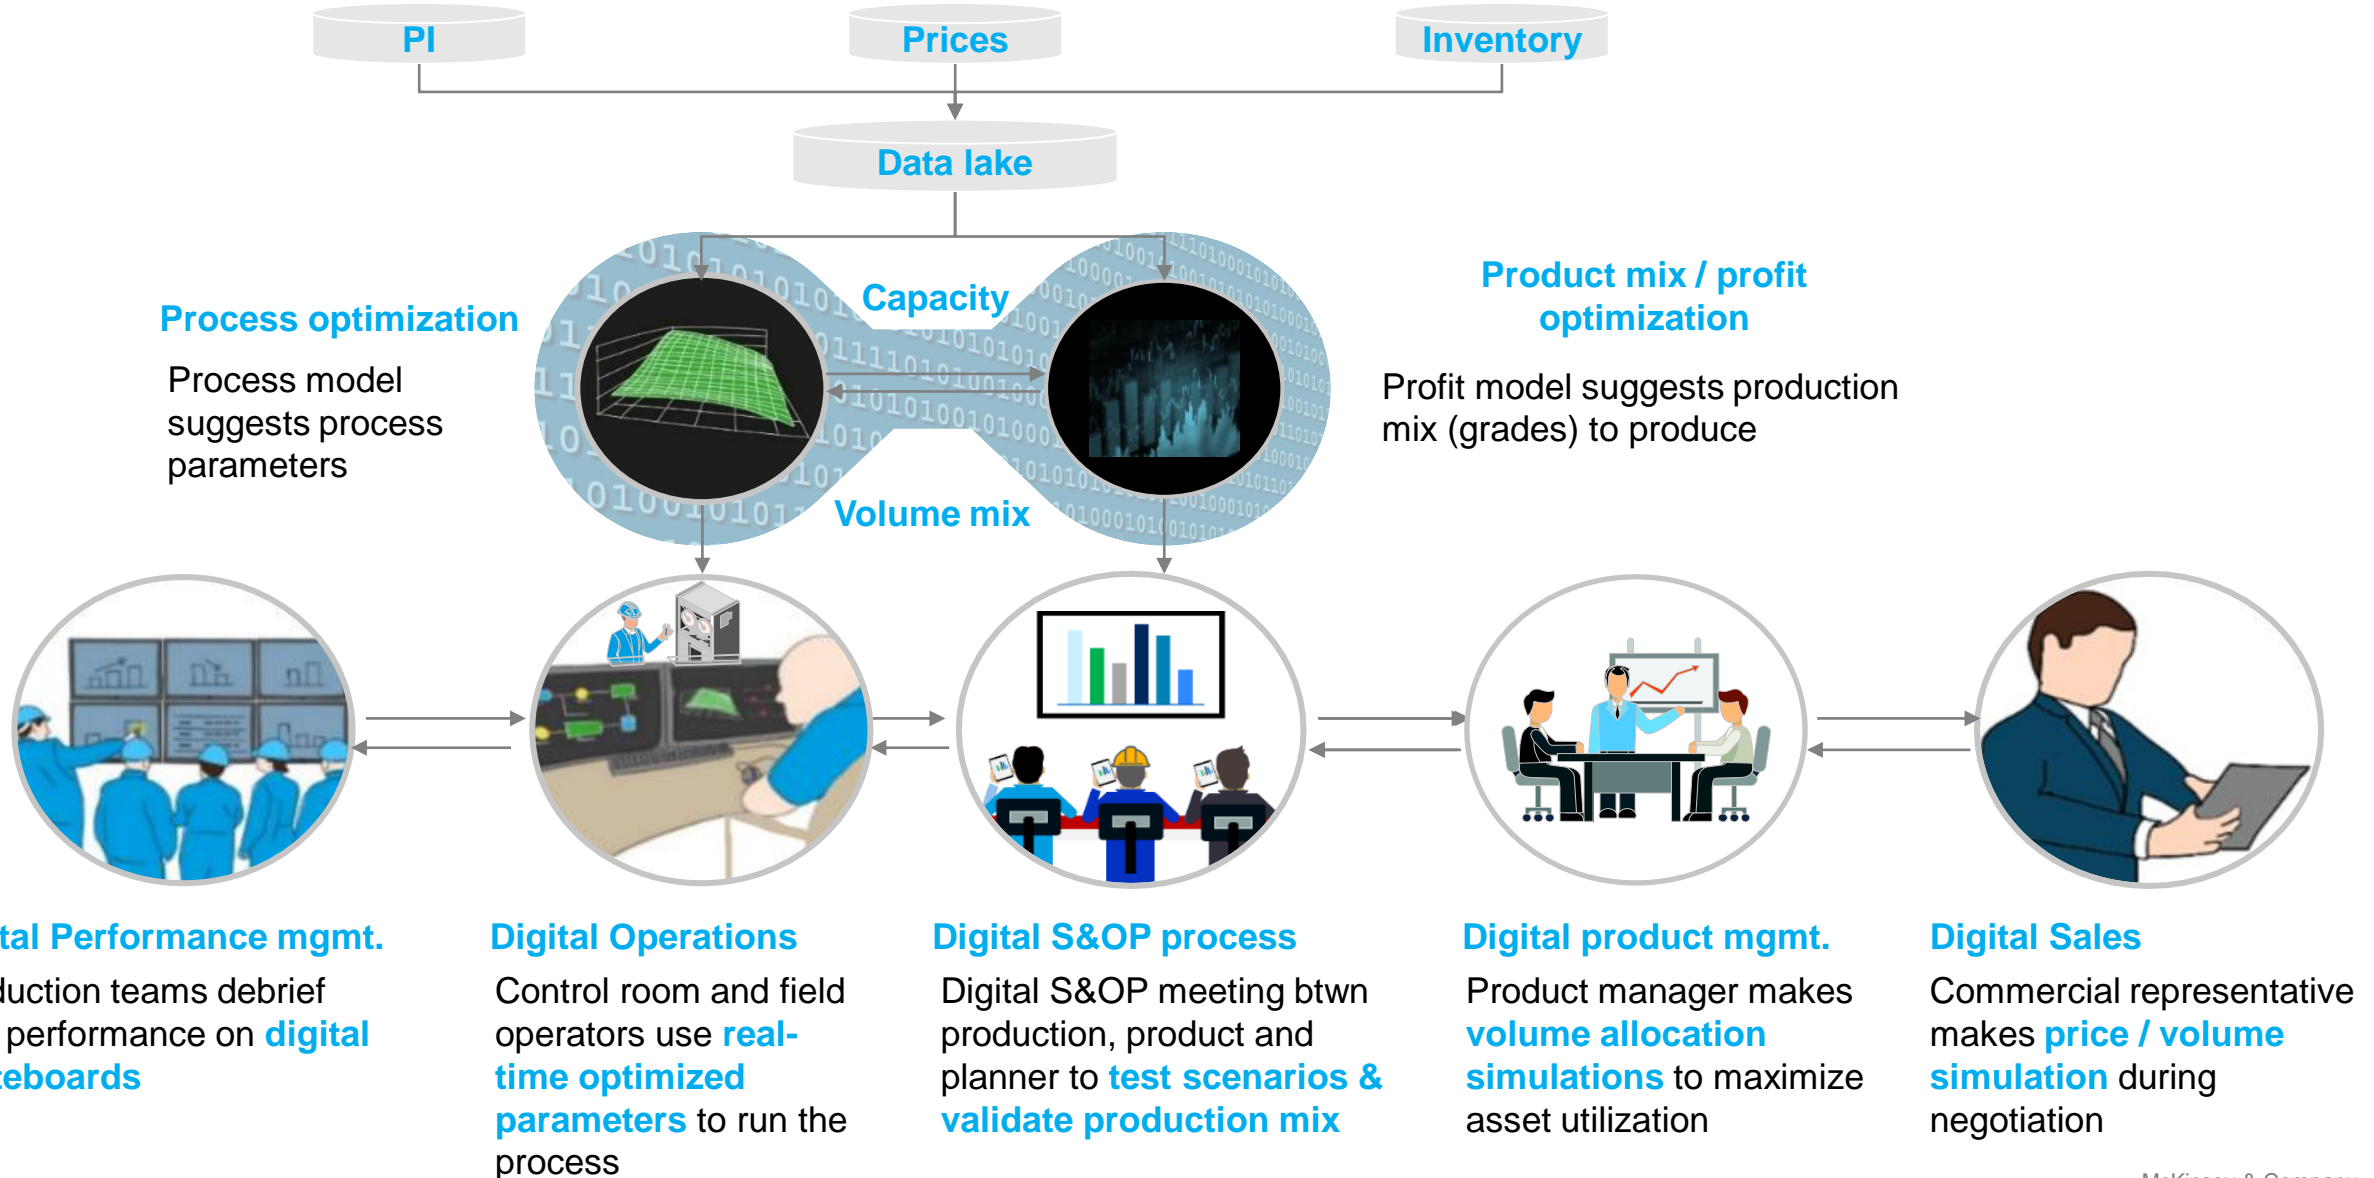 PI
Prices
Inventory
Data lake
Process optimization
Process model
suggests process
parameters
Capacity
Volume mix
Product mix / profit
optimization
Profit model suggests production
mix (grades) to produce
Performance mgmt.
teams debrief
performance on digital
Digital Operations
Control room and field
operators use real-
time optimized
parameters to run the
process
Digital S&OP process
Digital S&OP meeting btwn
production, product and
planner to test scenarios &
validate production mix
Digital product mgmt.
Product manager makes
volume allocation
simulations to maximize
asset utilization
Digital Sales
Commercial representative
makes price / volume
simulation during
negotiation